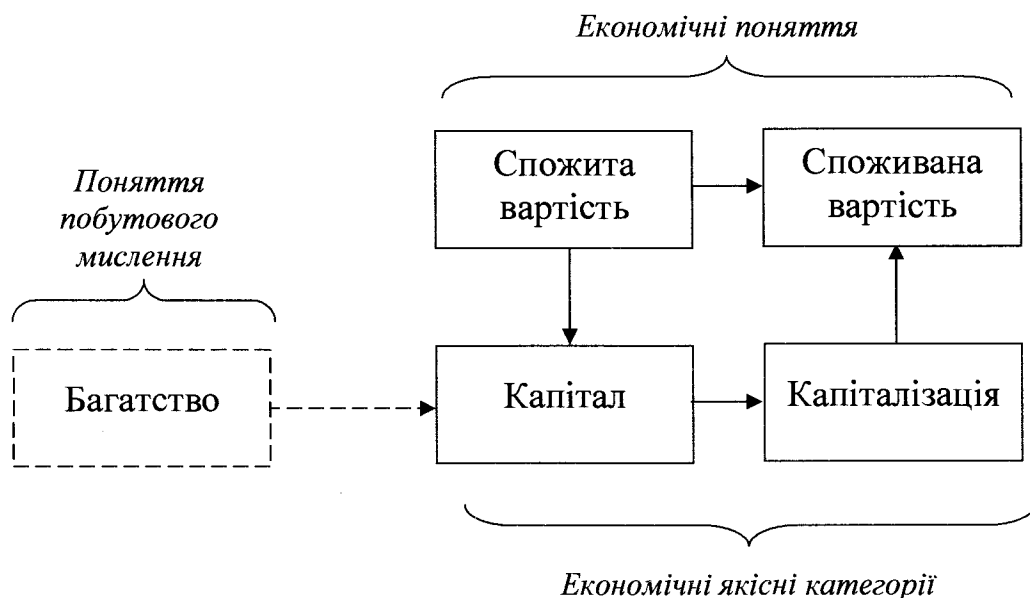 Економічні поняття
Спожита
вартість
Споживана
вартість
Поняття
побутового
мислення
Багатство
Капітал
Капіталізація
Економічні якісні категорії